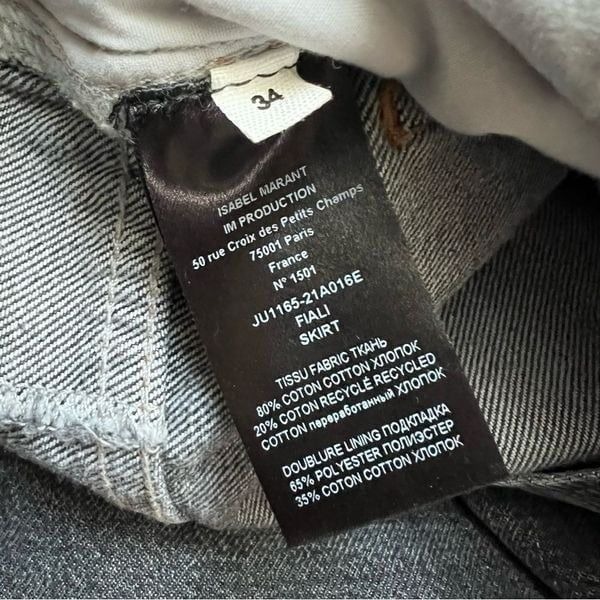 34
ISABEL MARANT
IM PRODUCTION
50 rue Croix des Petits Champs
75001 Paris
France
N° 1501
JU1165-21A016E
FIALI
SKIRT
TISSU FABRIC ТКАНЬ
80% COTON COTTON ХЛОПОК
20% COTON RECYCLÉ RECYCLED
COTTON переработанный ХЛОПОК
DOUBLURE LINING ПОДКЛАДКА
65% POLYESTER ПОЛИЭСТЕР
35% COTON COTTON ХЛОПОК